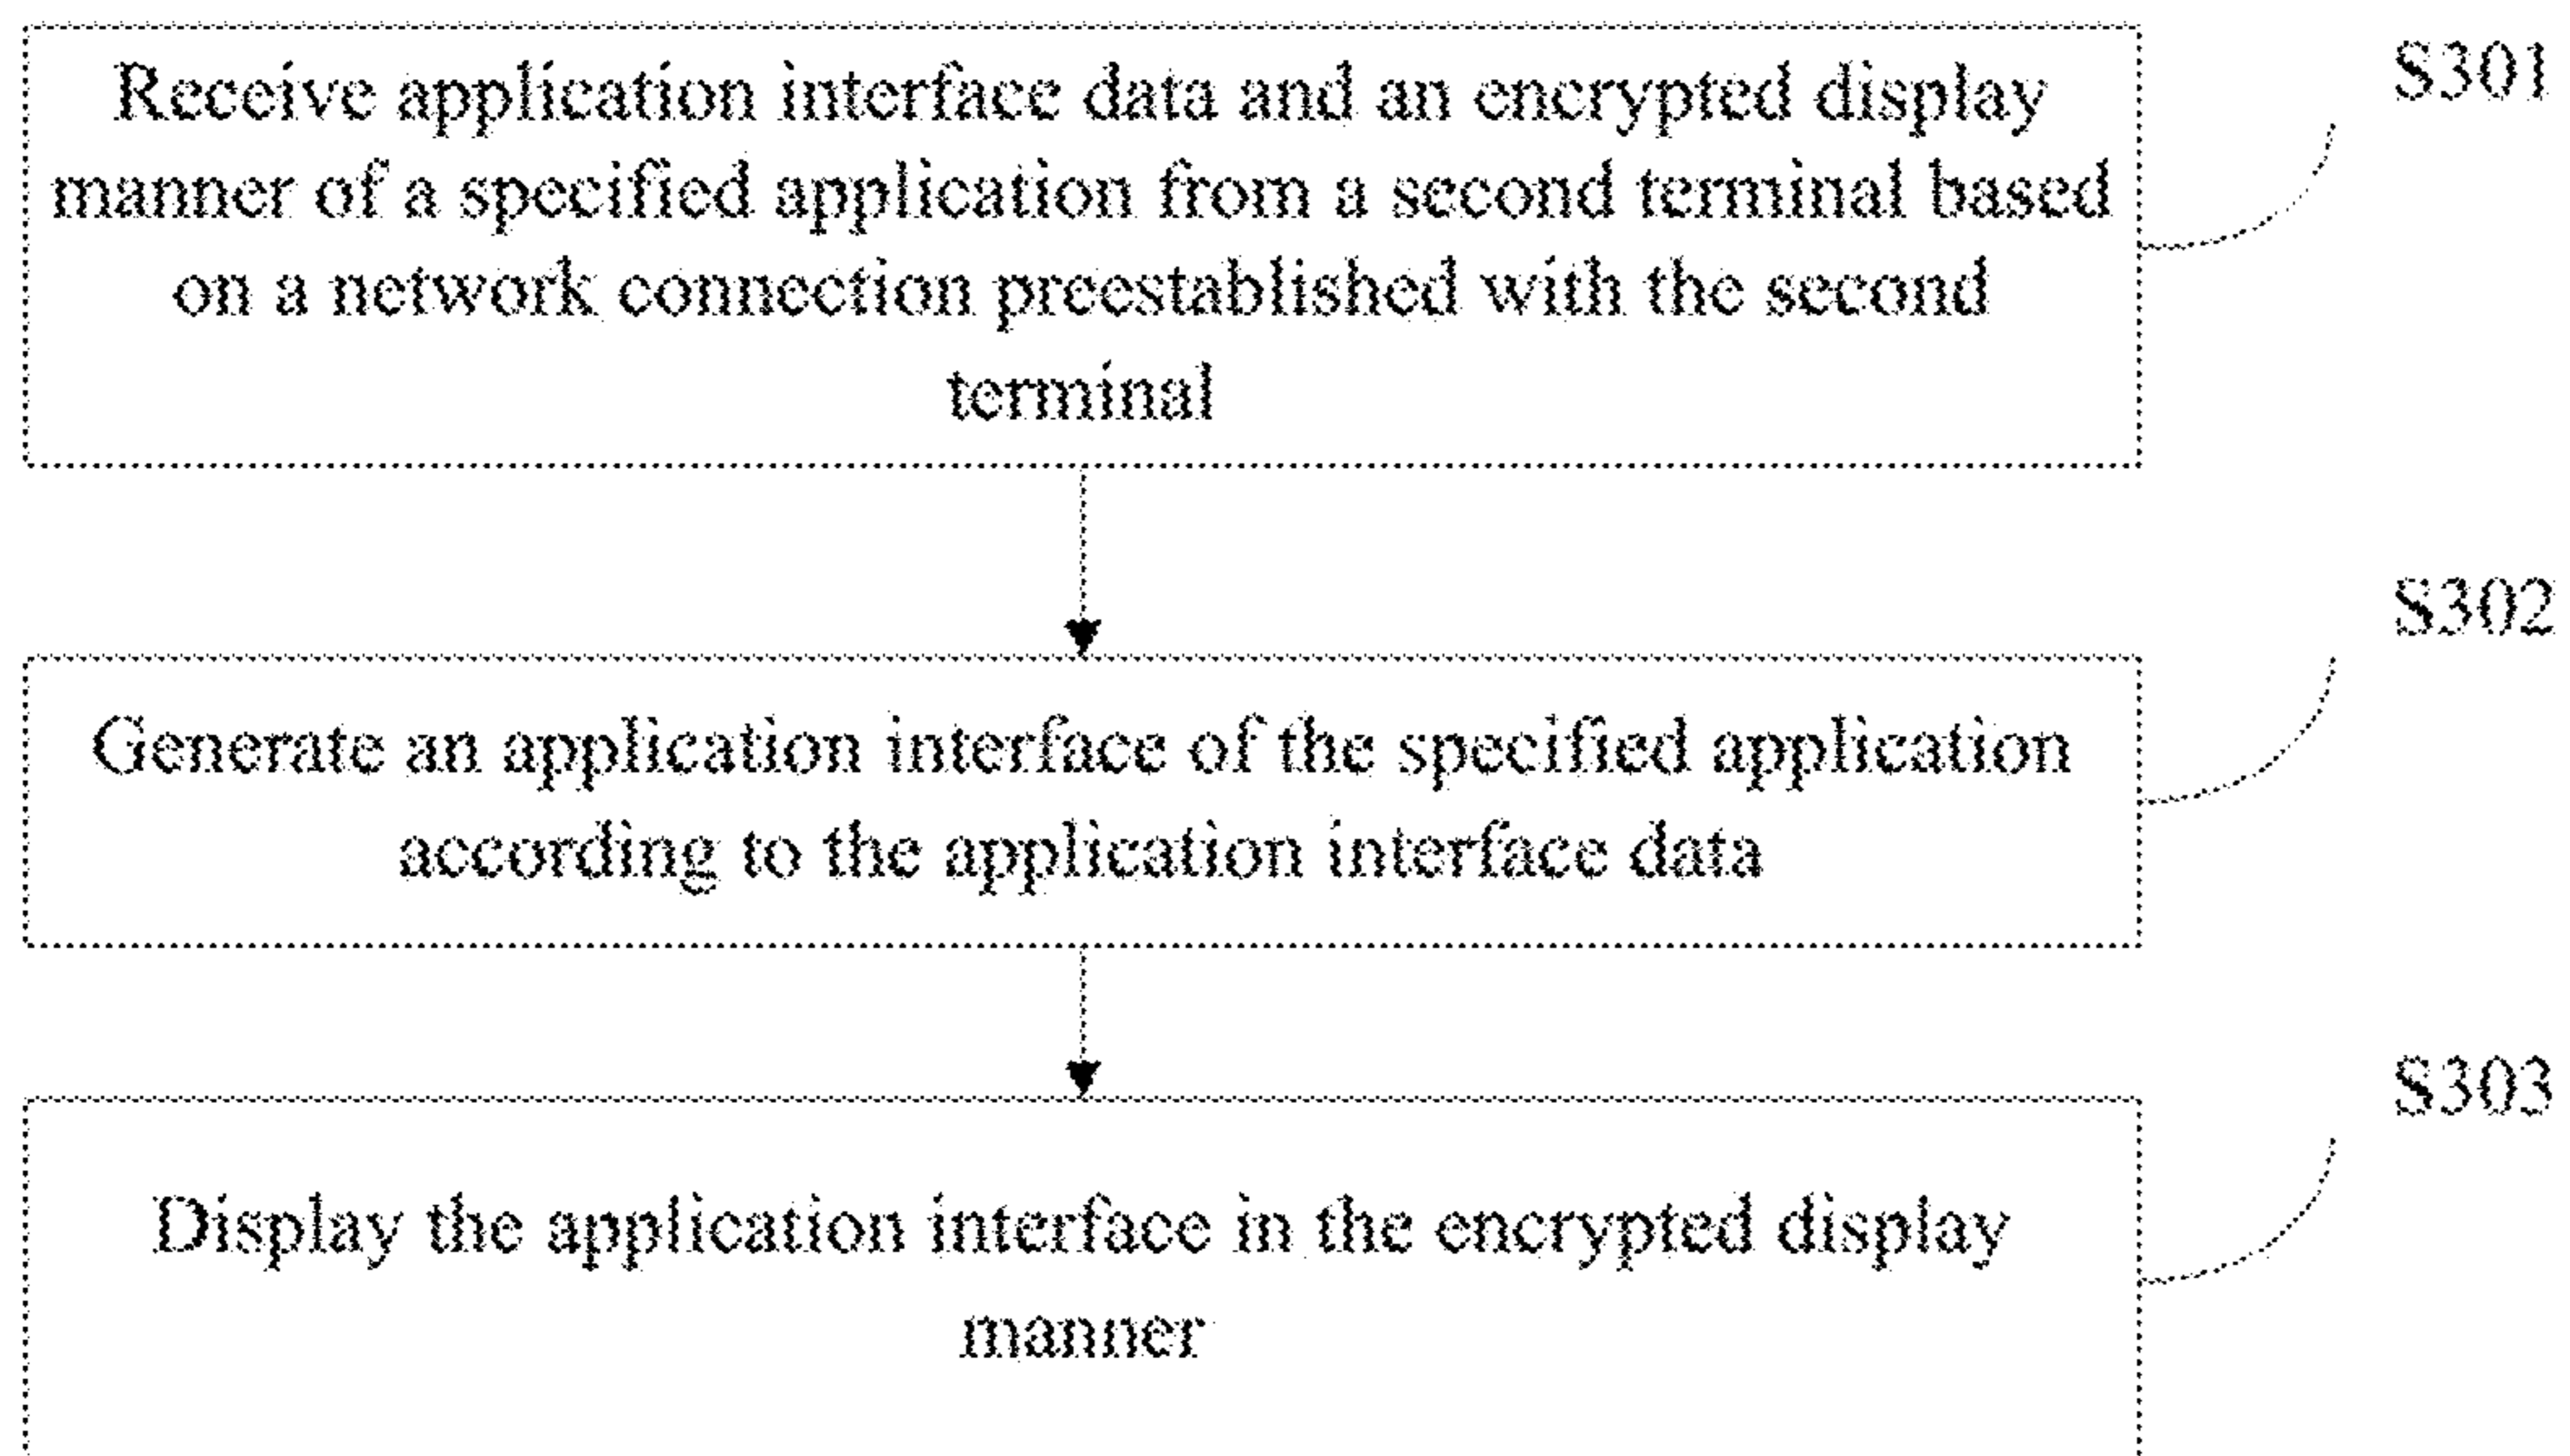 Receive application interface data and an encrypted display
manner of a specified application from a second terminal based
on a network connection preestablished with the second
terminal
S301
Generate an application interface of the specified application
according to the application interface data
S302
Display the application interface in the encrypted display
manner
S303